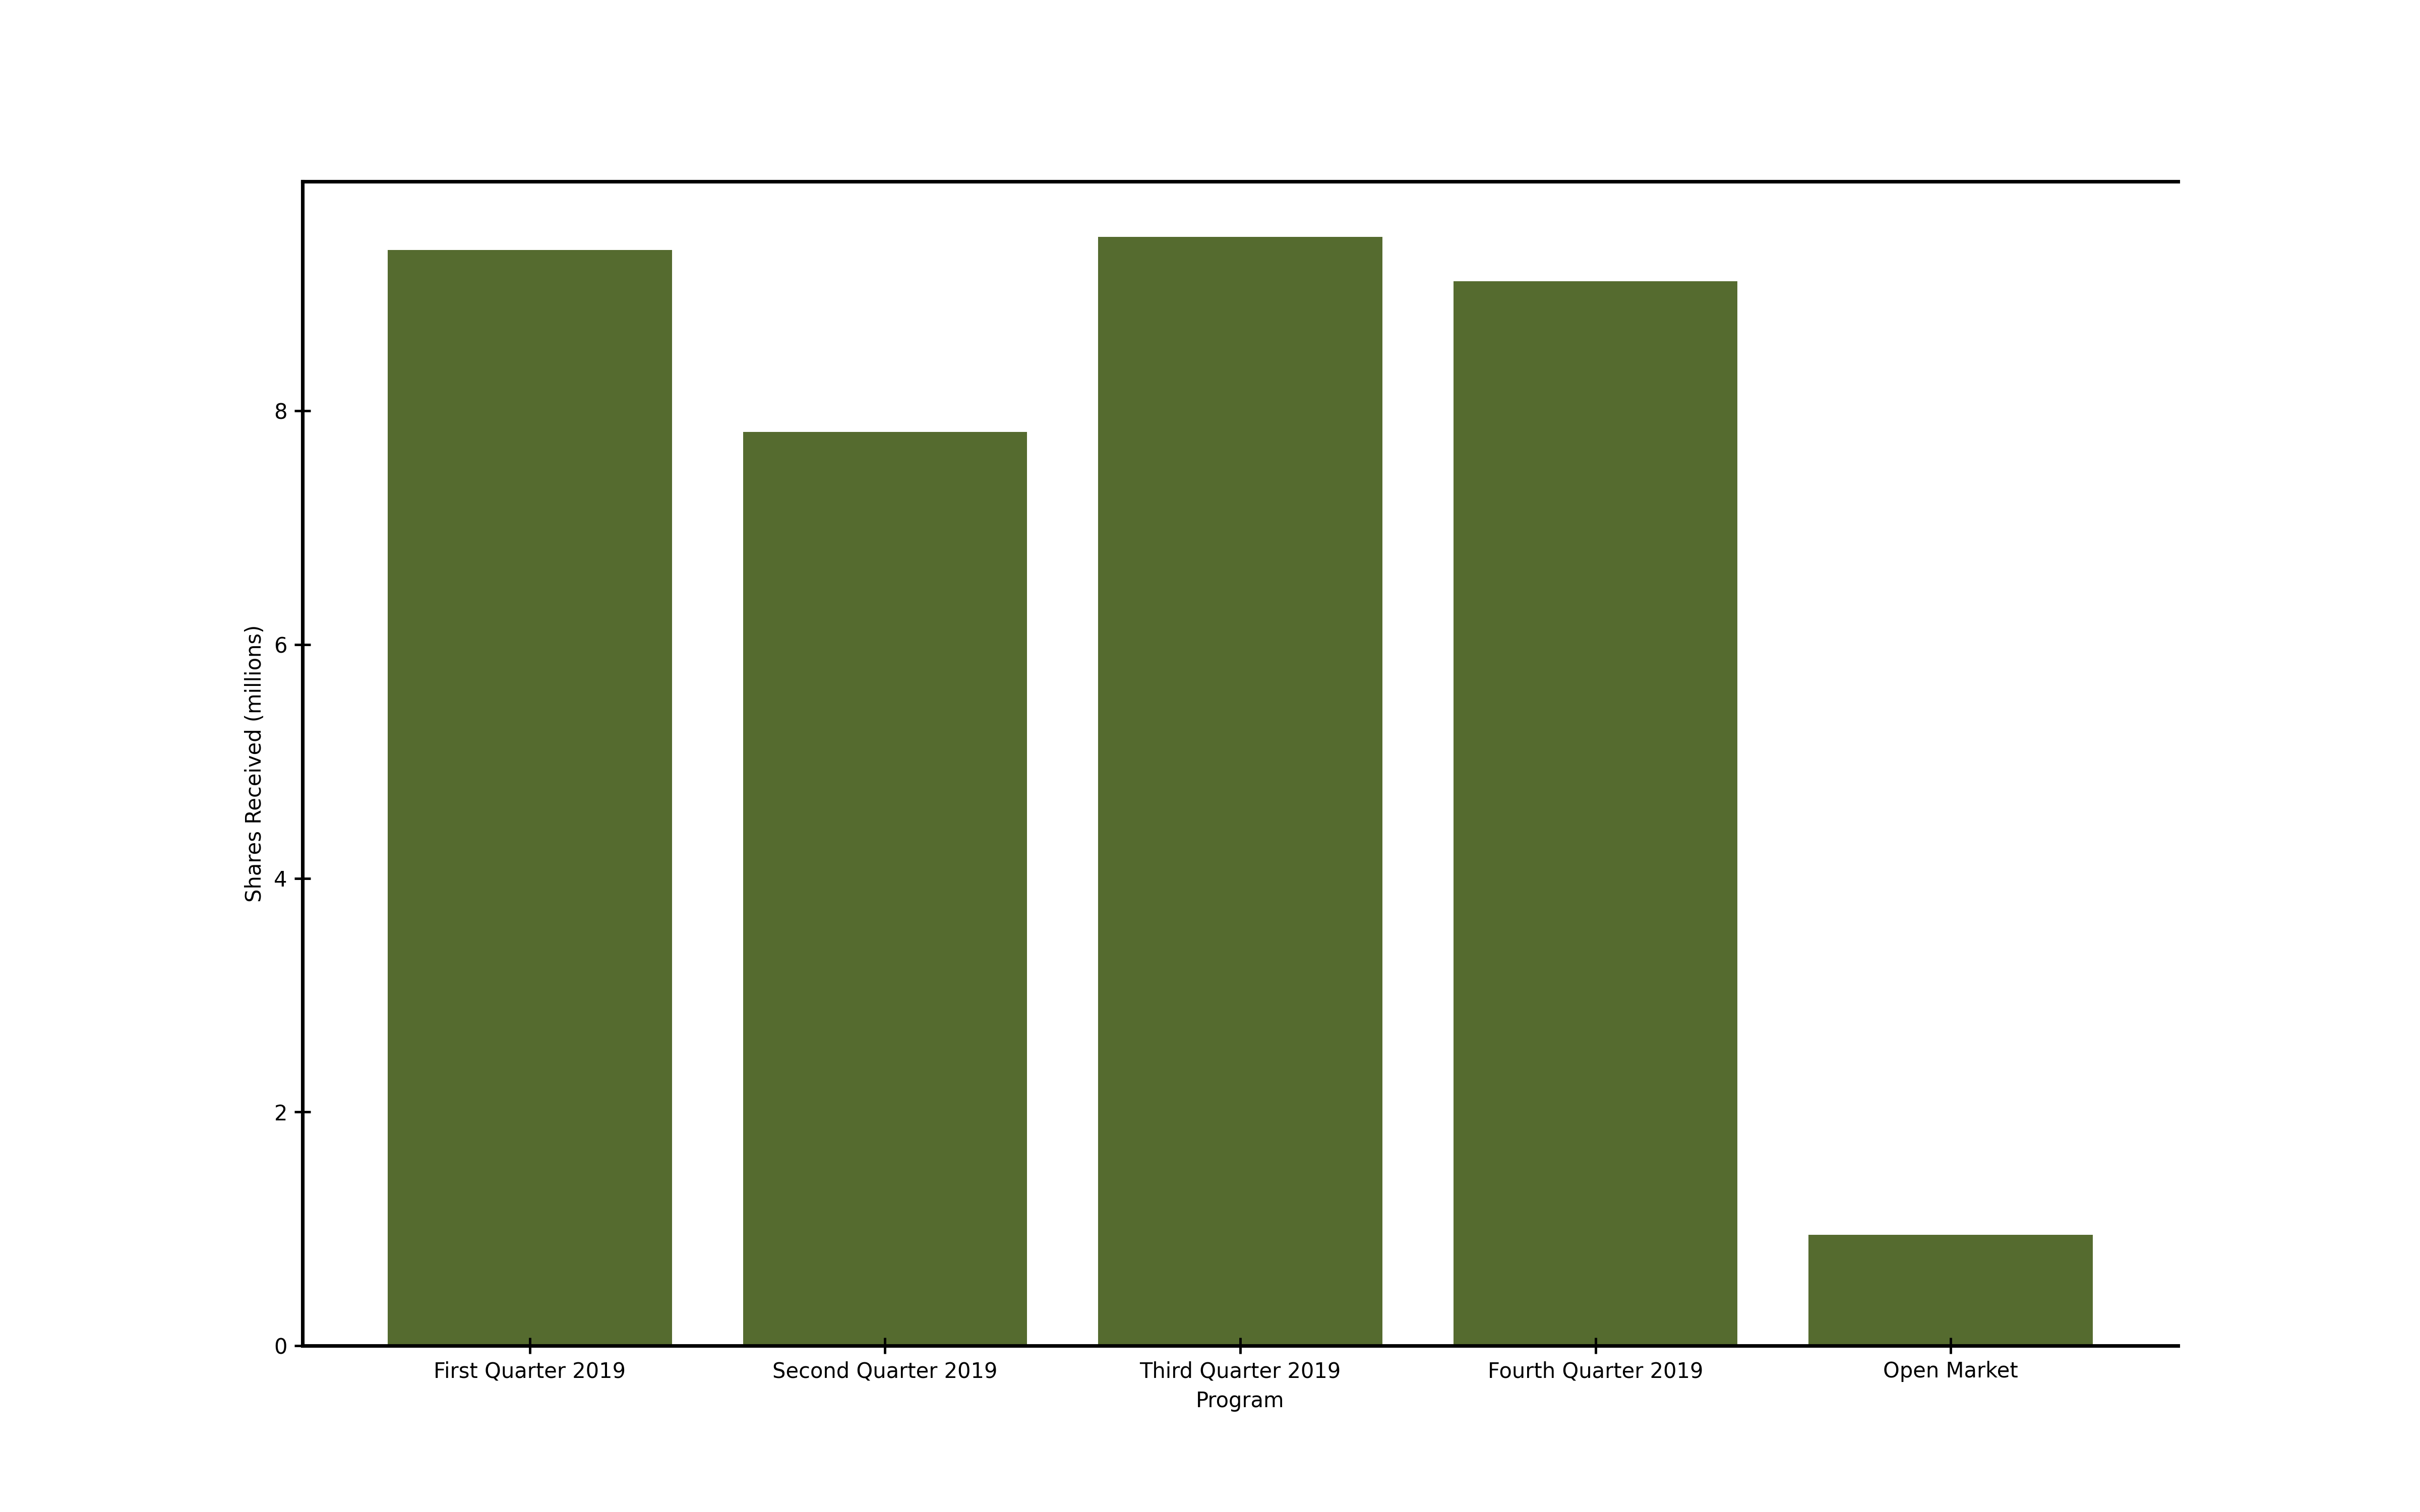 8
6
4
2
0
Shares Received (millions)
First Quarter 2019
Second Quarter 2019
Third Quarter 2019
Fourth Quarter 2019
Open Market
Program